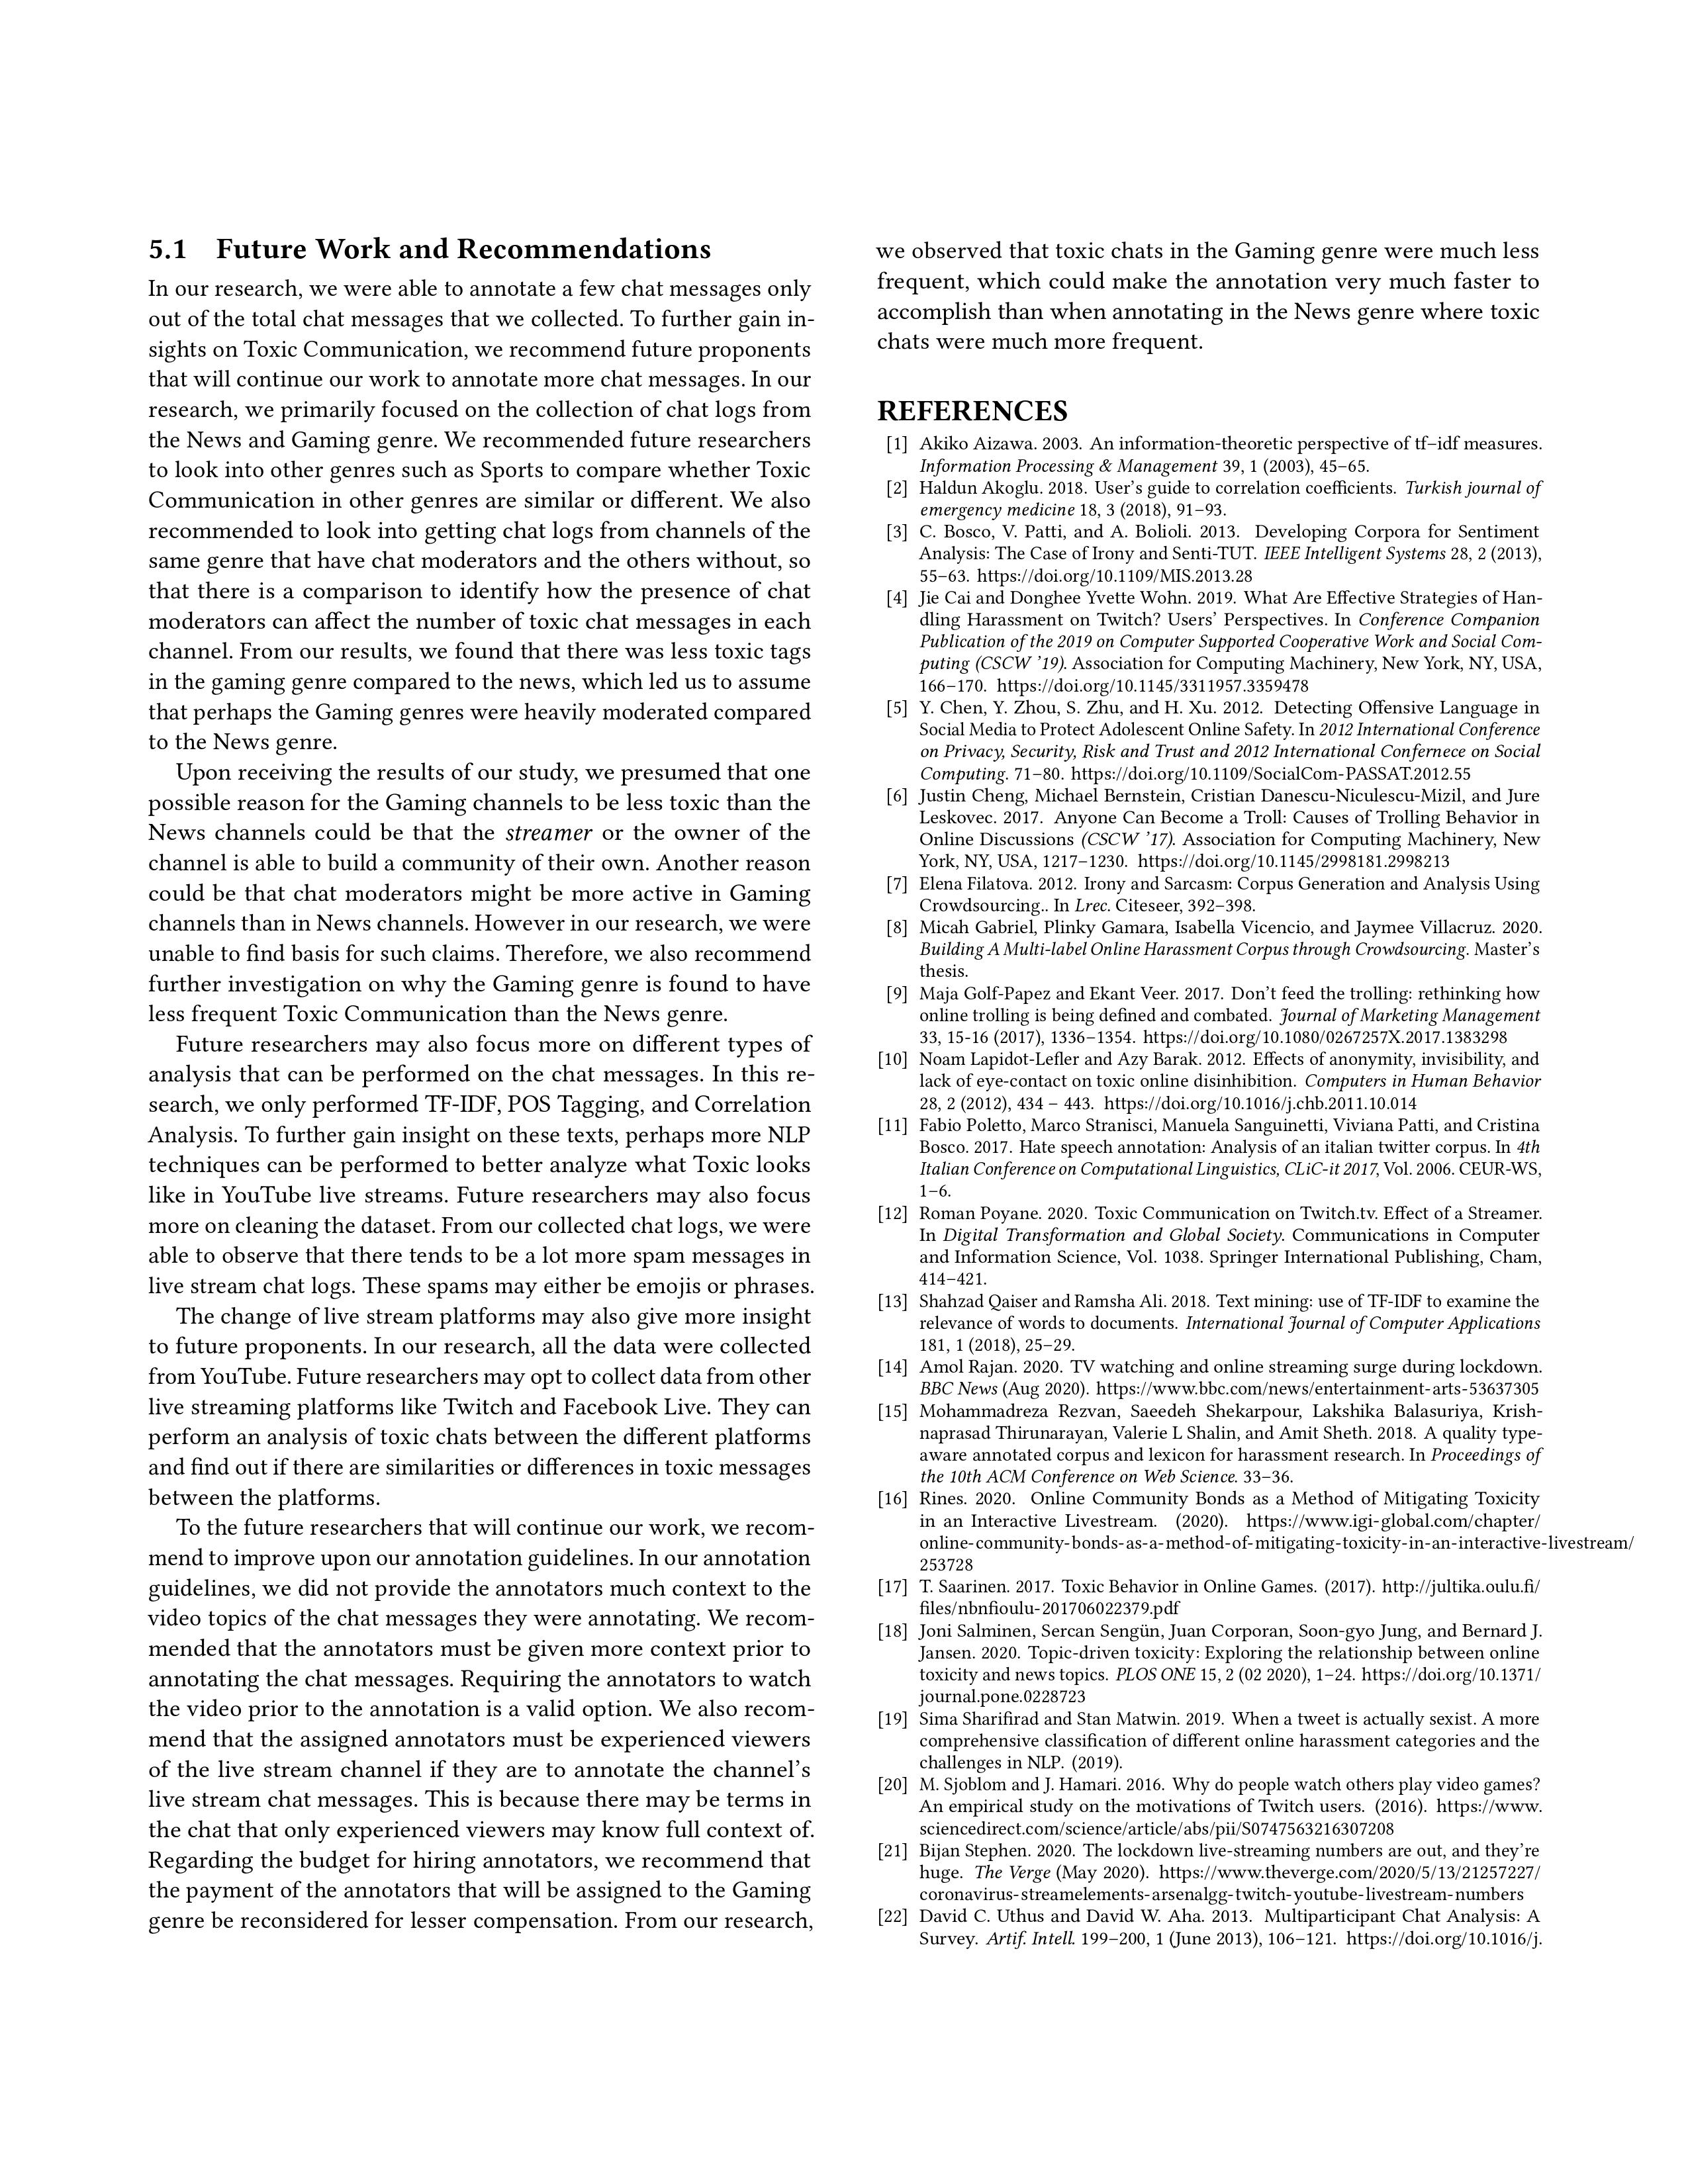 5.1 Future Work and Recommendations
In our research, we were able to annotate a few chat messages only
out of the total chat messages that we collected. To further gain in-
sights on Toxic Communication, we recommend future proponents
that will continue our work to annotate more chat messages. In our
research, we primarily focused on the collection of chat logs from
the News and Gaming genre. We recommended future researchers
to look into other genres such as Sports to compare whether Toxic
Communication in other genres are similar or different. We also
recommended to look into getting chat logs from channels of the
same genre that have chat moderators and the others without, so
that there is a comparison to identify how the presence of chat
moderators can affect the number of toxic chat messages in each
channel. From our results, we found that there was less toxic tags
in the gaming genre compared to the news, which led us to assume
that perhaps the Gaming genres were heavily moderated compared
to the News genre.
Upon receiving the results of our study, we presumed that one
possible reason for the Gaming channels to be less toxic than the
News channels could be that the streamer or the owner of the
channel is able to build a community of their own. Another reason
could be that chat moderators might be more active in Gaming
channels than in News channels. However in our research, we were
unable to find basis for such claims. Therefore, we also recommend
further investigation on why the Gaming genre is found to have
less frequent Toxic Communication than the News genre.
Future researchers may also focus more on different types of
analysis that can be performed on the chat messages. In this re-
search, we only performed TF-IDF, POS Tagging, and Correlation
Analysis. To further gain insight on these texts, perhaps more NLP
techniques can be performed to better analyze what Toxic looks
like in YouTube live streams. Future researchers may also focus
more on cleaning the dataset. From our collected chat logs, we were
able to observe that there tends to be a lot more spam messages in
live stream chat logs. These spams may either be emojis or phrases.
The change of live stream platforms may also give more insight
to future proponents. In our research, all the data were collected
from YouTube. Future researchers may opt to collect data from other
live streaming platforms like Twitch and Facebook Live. They can
perform an analysis of toxic chats between the different platforms
and find out if there are similarities or differences in toxic messages
between the platforms.
To the future researchers that will continue our work, we recom-
mend to improve upon our annotation guidelines. In our annotation
guidelines, we did not provide the annotators much context to the
video topics of the chat messages they were annotating. We recom-
mended that the annotators must be given more context prior to
annotating the chat messages. Requiring the annotators to watch
the video prior to the annotation is a valid option. We also recom-
mend that the assigned annotators must be experienced viewers
of the live stream channel if they are to annotate the channel's
live stream chat messages. This is because there may be terms in
the chat that only experienced viewers may know full context of.
Regarding the budget for hiring annotators, we recommend that
the payment of the annotators that will be assigned to the Gaming
genre be reconsidered for lesser compensation. From our research,
we observed that toxic chats in the Gaming genre were much less
frequent, which could make the annotation very much faster to
accomplish than when annotating in the News genre where toxic
chats were much more frequent.
REFERENCES
[1] Akiko Aizawa. 2003. An information-theoretic perspective of tf–idf measures.
Information Processing & Management 39, 1 (2003), 45–65.
[2] Haldun Akoglu. 2018. User's guide to correlation coefficients. Turkish journal of
emergency medicine 18, 3 (2018), 91–93.
[3] C. Bosco, V. Patti, and A. Bolioli. 2013. Developing Corpora for Sentiment
Analysis: The Case of Irony and Senti-TUT. IEEE Intelligent Systems 28, 2 (2013),
55–63. https://doi.org/10.1109/MIS.2013.28
[4] Jie Cai and Donghee Yvette Wohn. 2019. What Are Effective Strategies of Han-
dling Harassment on Twitch? Users' Perspectives. In Conference Companion
Publication of the 2019 on Computer Supported Cooperative Work and Social Com-
puting (CSCW '19). Association for Computing Machinery, New York, NY, USA,
166–170. https://doi.org/10.1145/3311957.3359478
[5] Y. Chen, Y. Zhou, S. Zhu, and H. Xu. 2012. Detecting Offensive Language in
Social Media to Protect Adolescent Online Safety. In 2012 International Conference
on Privacy, Security, Risk and Trust and 2012 International Confernece on Social
Computing. 71–80. https://doi.org/10.1109/SocialCom-PASSAT.2012.55
[6] Justin Cheng, Michael Bernstein, Cristian Danescu-Niculescu-Mizil, and Jure
Leskovec. 2017. Anyone Can Become a Troll: Causes of Trolling Behavior in
Online Discussions (CSCW '17). Association for Computing Machinery, New
York, NY, USA, 1217–1230. https://doi.org/10.1145/2998181.2998213
[7] Elena Filatova. 2012. Irony and Sarcasm: Corpus Generation and Analysis Using
Crowdsourcing.. In Lrec. Citeseer, 392–398.
[8] Micah Gabriel, Plinky Gamara, Isabella Vicencio, and Jaymee Villacruz. 2020.
Building A Multi-label Online Harassment Corpus through Crowdsourcing. Master's
thesis.
[9] Maja Golf-Papez and Ekant Veer. 2017. Don't feed the trolling: rethinking how
online trolling is being defined and combated. Journal of Marketing Management
33, 15-16 (2017), 1336–1354. https://doi.org/10.1080/0267257X.2017.1383298
[10] Noam Lapidot-Lefler and Azy Barak. 2012. Effects of anonymity, invisibility, and
lack of eye-contact on toxic online disinhibition. Computers in Human Behavior
28, 2 (2012), 434 – 443. https://doi.org/10.1016/j.chb.2011.10.014
[11] Fabio Poletto, Marco Stranisci, Manuela Sanguinetti, Viviana Patti, and Cristina
Bosco. 2017. Hate speech annotation: Analysis of an italian twitter corpus. In 4th
Italian Conference on Computational Linguistics, CLiC-it 2017, Vol. 2006. CEUR-WS,
1–6.
[12] Roman Poyane. 2020. Toxic Communication on Twitch.tv. Effect of a Streamer.
In Digital Transformation and Global Society. Communications in Computer
and Information Science, Vol. 1038. Springer International Publishing, Cham,
414–421.
[13] Shahzad Qaiser and Ramsha Ali. 2018. Text mining: use of TF-IDF to examine the
relevance of words to documents. International Journal of Computer Applications
181, 1 (2018), 25–29.
[14] Amol Rajan. 2020. TV watching and online streaming surge during lockdown.
BBC News (Aug 2020). https://www.bbc.com/news/entertainment-arts-53637305
[15] Mohammadreza Rezvan, Saeedeh Shekarpour, Lakshika Balasuriya, Krish-
naprasad Thirunarayan, Valerie L Shalin, and Amit Sheth. 2018. A quality type-
aware annotated corpus and lexicon for harassment research. In Proceedings of
the 10th ACM Conference on Web Science. 33–36.
[16] Rines. 2020. Online Community Bonds as a Method of Mitigating Toxicity
in an Interactive Livestream. (2020). https://www.igi-global.com/chapter/
online-community-bonds-as-a-method-of-mitigating-toxicity-in-an-interactive-livestream/
253728
[17] T. Saarinen. 2017. Toxic Behavior in Online Games. (2017). http://jultika.oulu.fi/
files/nbnfioulu-201706022379.pdf
[18] Joni Salminen, Sercan Sengün, Juan Corporan, Soon-gyo Jung, and Bernard J.
Jansen. 2020. Topic-driven toxicity: Exploring the relationship between online
toxicity and news topics. PLOS ONE 15, 2 (02 2020), 1–24. https://doi.org/10.1371/
journal.pone.0228723
[19] Sima Sharifirad and Stan Matwin. 2019. When a tweet is actually sexist. A more
comprehensive classification of different online harassment categories and the
challenges in NLP. (2019).
[20] M. Sjoblom and J. Hamari. 2016. Why do people watch others play video games?
An empirical study on the motivations of Twitch users. (2016). https://www.
sciencedirect.com/science/article/abs/pii/S0747563216307208
[21] Bijan Stephen. 2020. The lockdown live-streaming numbers are out, and they're
huge. The Verge (May 2020). https://www.theverge.com/2020/5/13/21257227/
coronavirus-streamelements-arsenalgg-twitch-youtube-livestream-numbers
[22] David C. Uthus and David W. Aha. 2013. Multiparticipant Chat Analysis: A
Survey. Artif. Intell. 199–200, 1 (June 2013), 106–121. https://doi.org/10.1016/j.